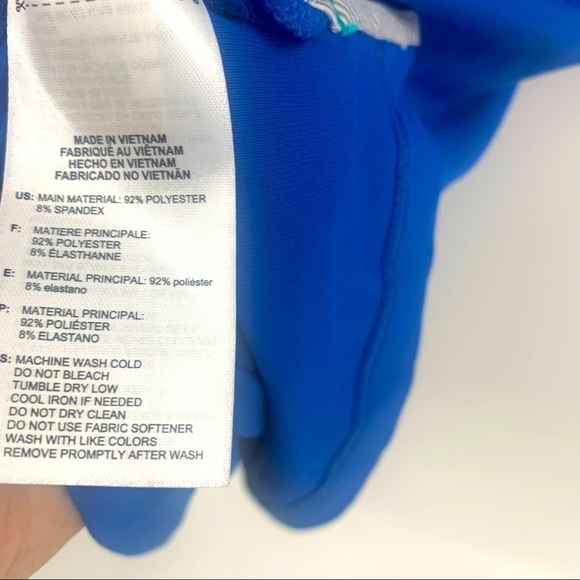 MADE IN VIETNAM
FABRIQUÉ AU VIÊTNAM
HECHO EN VIETNAM
FABRICADO NO VIETNÃN
US: MAIN MATERIAL: 92% POLYESTER
8% SPANDEX
F: MATIERE PRINCIPALE:
92% POLYESTER
8% ÉLASTHANNE
E: MATERIAL PRINCIPAL: 92% poliéster
8% elastano
P: MATERIAL PRINCIPAL:
92% POLIÉSTER
8% ELASTANO
S: MACHINE WASH COLD
DO NOT BLEACH
TUMBLE DRY LOW
COOL IRON IF NEEDED
DO NOT DRY CLEAN
DO NOT USE FABRIC SOFTENER
WASH WITH LIKE COLORS
REMOVE PROMPTLY AFTER WASH